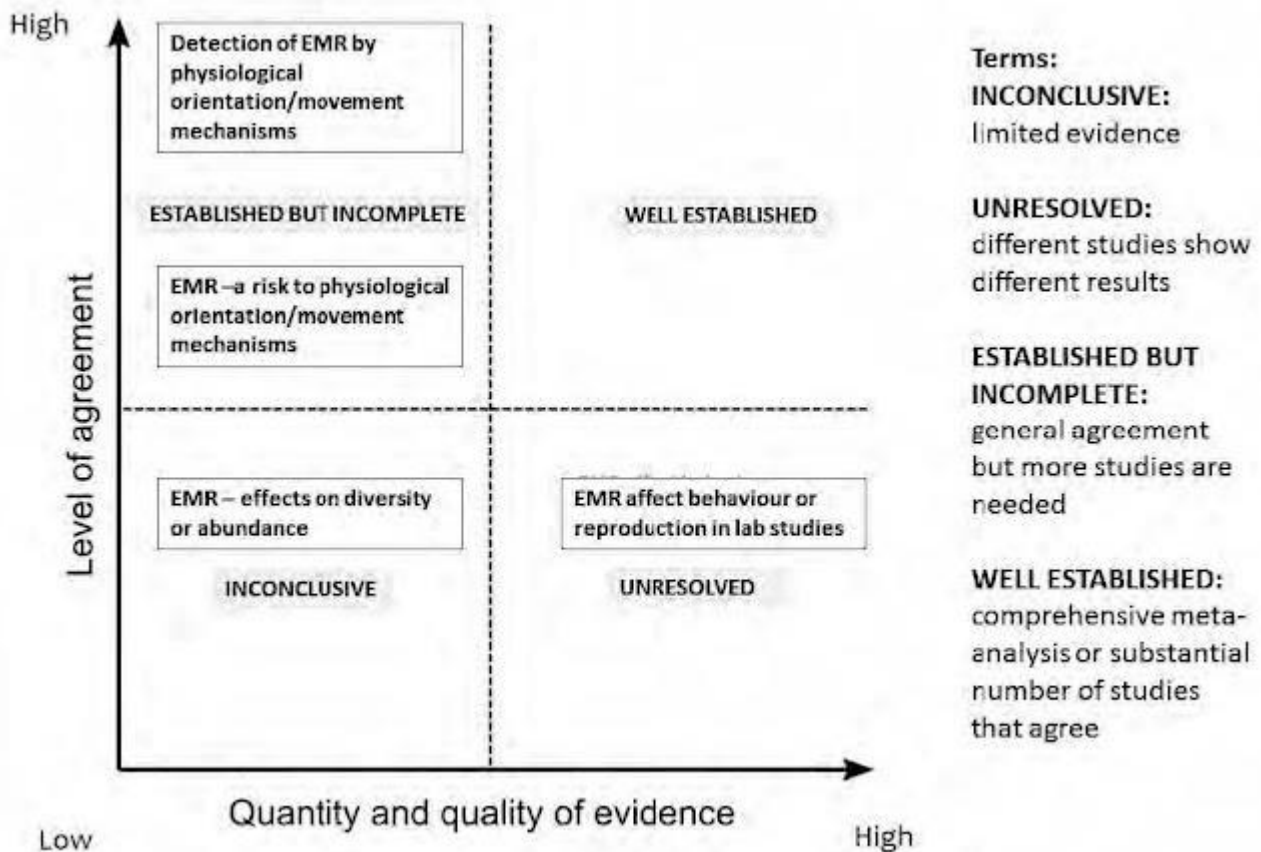 High
Detection of EMR by
physiological
orientation/movement
mechanisms
ESTABLISHED BUT INCOMPLETE
WELL ESTABLISHED
EMR –a risk to physiological
orientation/movement
mechanisms
Level of agreement
EMR – effects on diversity
or abundance
EMR affect behaviour or
reproduction in lab studies
INCONCLUSIVE
UNRESOLVED
Quantity and quality of evidence
Low
High
Terms:
INCONCLUSIVE:
limited evidence
UNRESOLVED:
different studies show
different results
ESTABLISHED BUT
INCOMPLETE:
general agreement
but more studies are
needed
WELL ESTABLISHED:
comprehensive meta-
analysis or substantial
number of studies
that agree